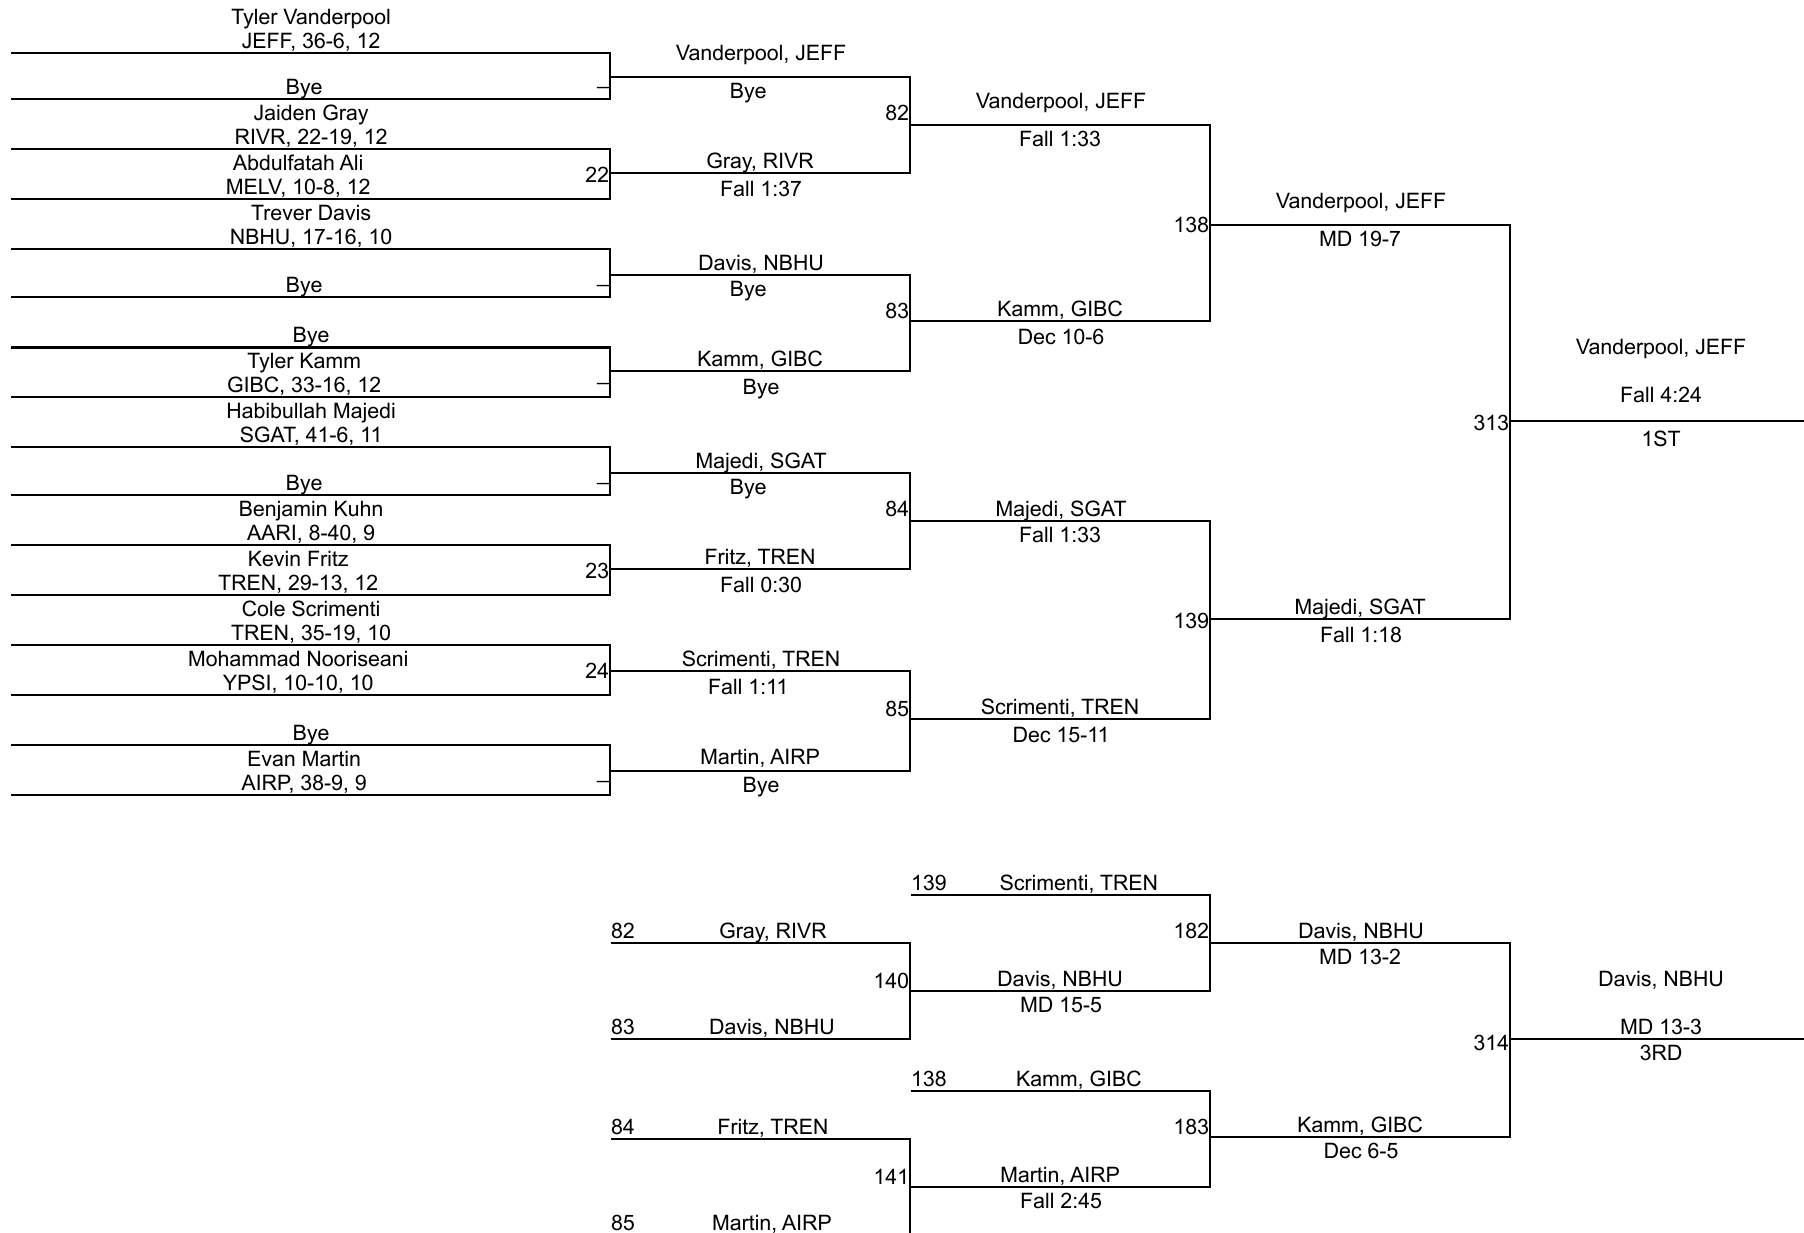 Tyler Vanderpool
JEFF, 36-6, 12
Bye
Jaiden Gray
RIVR, 22-19, 12
Abdulfatah Ali
MELV, 10-8, 12
22
Trever Davis
NBHU, 17-16, 10
Bye
Bye
Tyler Kamm
GIBC, 33-16, 12
Habibullah Majedi
SGAT, 41-6, 11
Bye
Benjamin Kuhn
AARI, 8-40, 9
Kevin Fritz
TREN, 29-13, 12
23
Cole Scrimenti
TREN, 35-19, 10
Mohammad Nooriseani
YPSI, 10-10, 10
24
Bye
Evan Martin
AIRP, 38-9, 9
Vanderpool, JEFF
Bye
82
Gray, RIVR
Fall 1:37
Davis, NBHU
Bye
83
Kamm, GIBC
Bye
Majedi, SGAT
Bye
84
Fritz, TREN
Fall 0:30
Scrimenti, TREN
Fall 1:11
85
Martin, AIRP
Bye
Vanderpool, JEFF
Fall 1:33
138
Kamm, GIBC
Dec 10-6
Majedi, SGAT
Fall 1:33
139
Scrimenti, TREN
Dec 15-11
Vanderpool, JEFF
MD 19-7
313
Majedi, SGAT
Fall 1:18
Vanderpool, JEFF
Fall 4:24
1ST
82 Gray, RIVR
140
83 Davis, NBHU
84 Fritz, TREN
141
85 Martin, AIRP
139 Scrimenti, TREN
182
Davis, NBHU
MD 15-5
138 Kamm, GIBC
183
Martin, AIRP
Fall 2:45
Davis, NBHU
MD 13-2
314
Kamm, GIBC
Dec 6-5
Davis, NBHU
MD 13-3
3RD